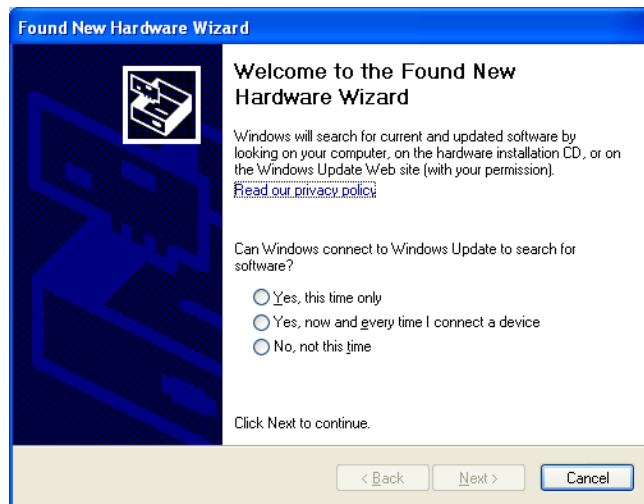 Found New Hardware Wizard
Welcome to the Found New
Hardware Wizard
Windows will search for current and updated software by
looking on your computer, on the hardware installation CD, or on
the Windows Update Web site (with your permission).
Read our privacy policy
Can Windows connect to Windows Update to search for
software?
Yes, this time only
Yes, now and every time I connect a device
No, not this time
Click Next to continue.
< Back Next > Cancel